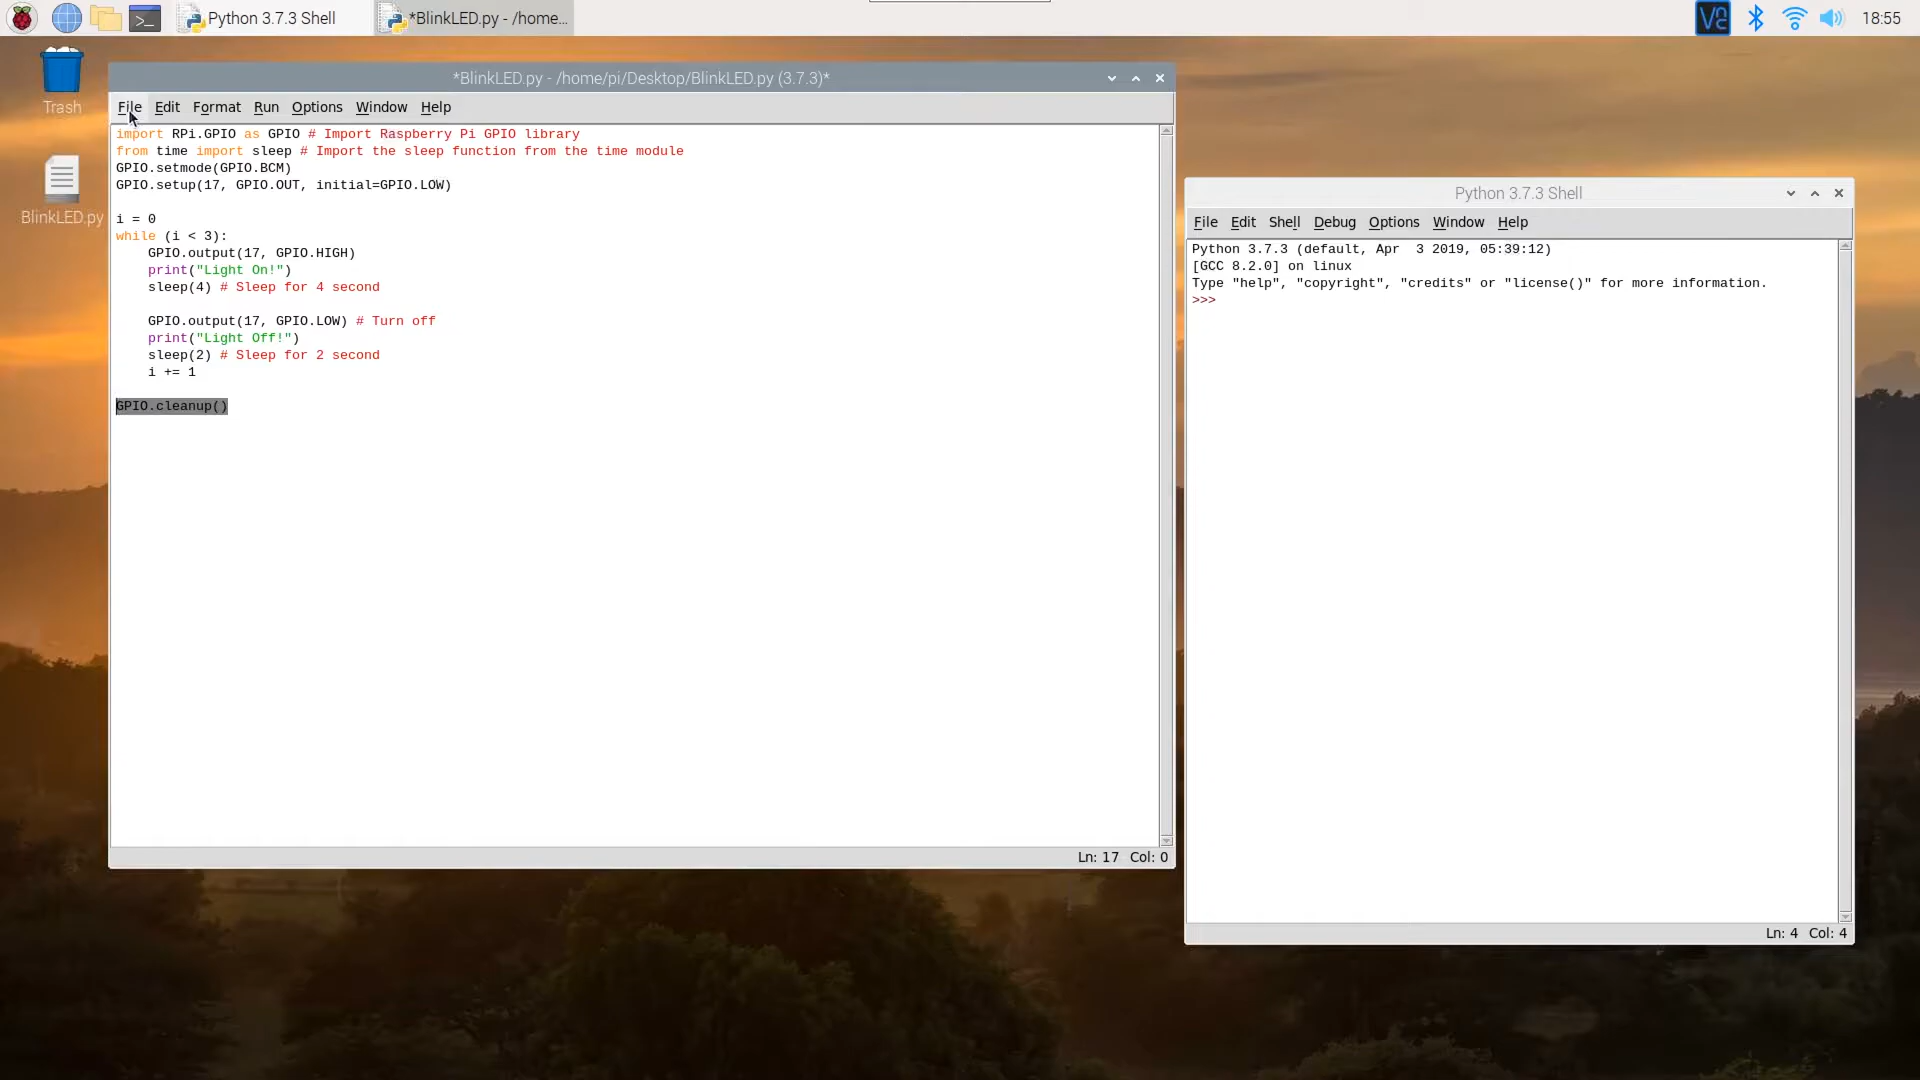 Python 3.7.3 Shell
*BlinkLED.py - /home...
18:55
Trash
BlinkLED.py
*BlinkLED.py - /home/pi/Desktop/BlinkLED.py (3.7.3)*
File Edit Format Run Options Window Help
import RPi.GPIO as GPIO # Import Raspberry Pi GPIO library
from time import sleep # Import the sleep function from the time module
GPIO.setmode(GPIO.BCM)
GPIO.setup(17, GPIO.OUT, initial=GPIO.LOW)
i = 0
while (i < 3):
    GPIO.output(17, GPIO.HIGH)
    print("Light On!")
    sleep(4) # Sleep for 4 second
    GPIO.output(17, GPIO.LOW) # Turn off
    print("Light Off!")
    sleep(2) # Sleep for 2 second
    i += 1
GPIO.cleanup()
Ln: 17 Col: 0
Python 3.7.3 Shell
File Edit Shell Debug Options Window Help
Python 3.7.3 (default, Apr  3 2019, 05:39:12)
[GCC 8.2.0] on linux
Type "help", "copyright", "credits" or "license()" for more information.
>>>
Ln: 4 Col: 4